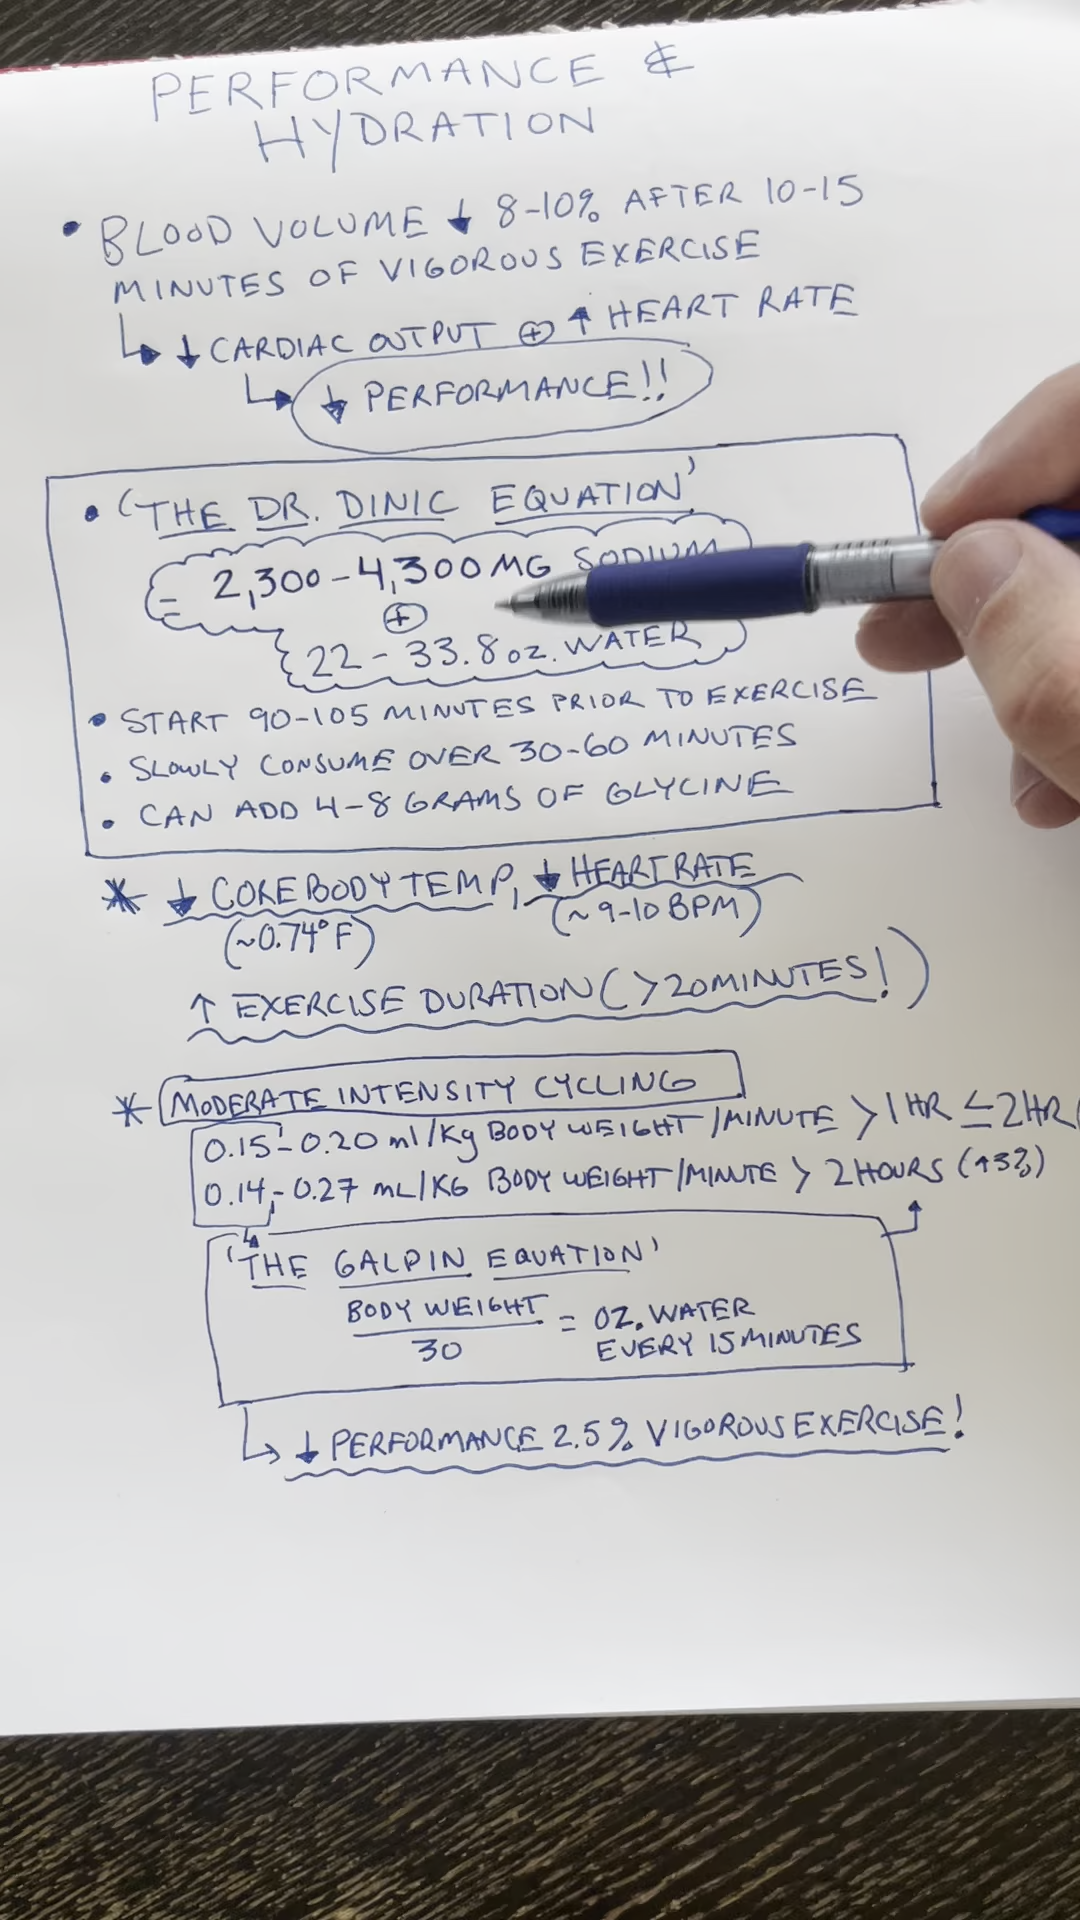 PERFORMANCE &
HYDRATION
• BLOOD VOLUME ↓ 8-10% AFTER 10-15
MINUTES OF VIGOROUS EXERCISE
↳ ↓ CARDIAC OUTPUT ⊕ ↑ HEART RATE
↳ ↓ PERFORMANCE!!
• 'THE DR. DINIC EQUATION'
= 2,300-4,300 MG SODIUM
⊕
22-33.8 oz. WATER
• START 90-105 MINUTES PRIOR TO EXERCISE
• SLOWLY CONSUME OVER 30-60 MINUTES
• CAN ADD 4-8 GRAMS OF GLYCINE
* ↓ CORE BODY TEMP, ↓ HEART RATE
(~0.74°F) (~9-10 BPM)
↑ EXERCISE DURATION (>20 MINUTES!)
* MODERATE INTENSITY CYCLING
0.15-0.20 ml/Kg BODY WEIGHT/MINUTE > 1 HR ≤ 2 HR
0.14-0.27 mL/KG BODY WEIGHT/MINUTE > 2 HOURS (↑3%)
'THE GALPIN EQUATION'
BODY WEIGHT
30
= OZ. WATER
EVERY 15 MINUTES
↳ ↓ PERFORMANCE 2.5% VIGOROUS EXERCISE!